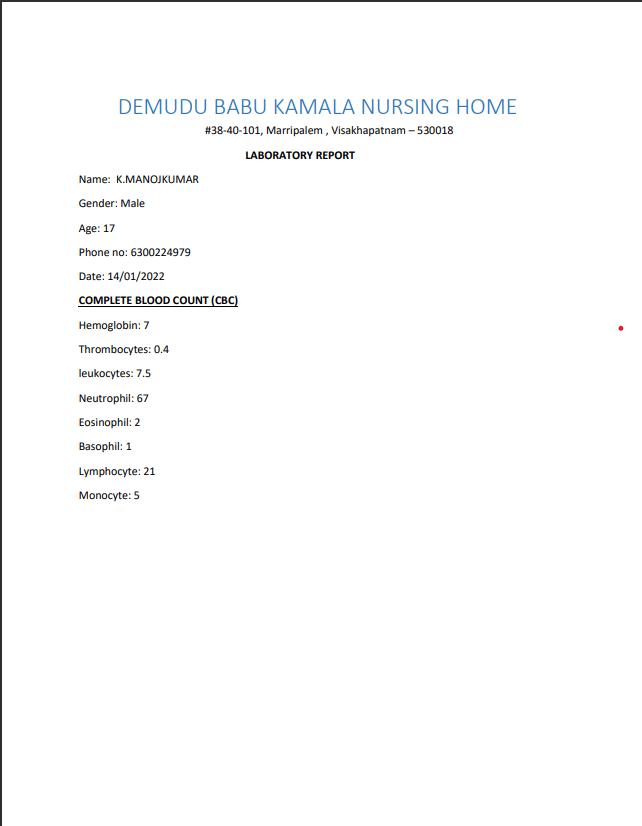 DEMUDU BABU KAMALA NURSING HOME
#38-40-101, Marripalem , Visakhapatnam – 530018
LABORATORY REPORT
Name:  K.MANOJKUMAR
Gender: Male
Age: 17
Phone no: 6300224979
Date: 14/01/2022
COMPLETE BLOOD COUNT (CBC)
Hemoglobin: 7
Thrombocytes: 0.4
leukocytes: 7.5
Neutrophil: 67
Eosinophil: 2
Basophil: 1
Lymphocyte: 21
Monocyte: 5